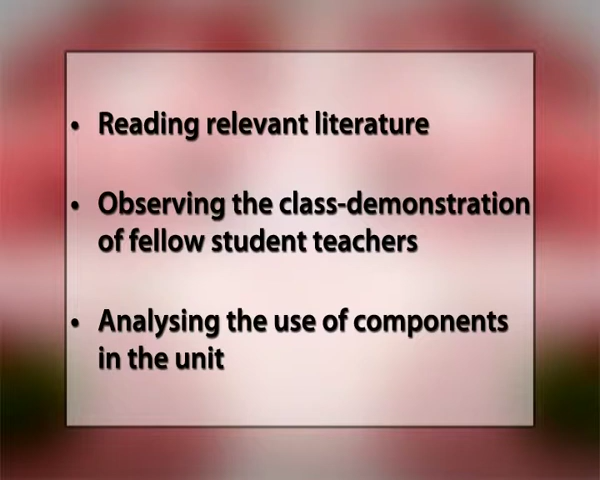 • Reading relevant literature
• Observing the class-demonstration
of fellow student teachers
• Analysing the use of components
in the unit